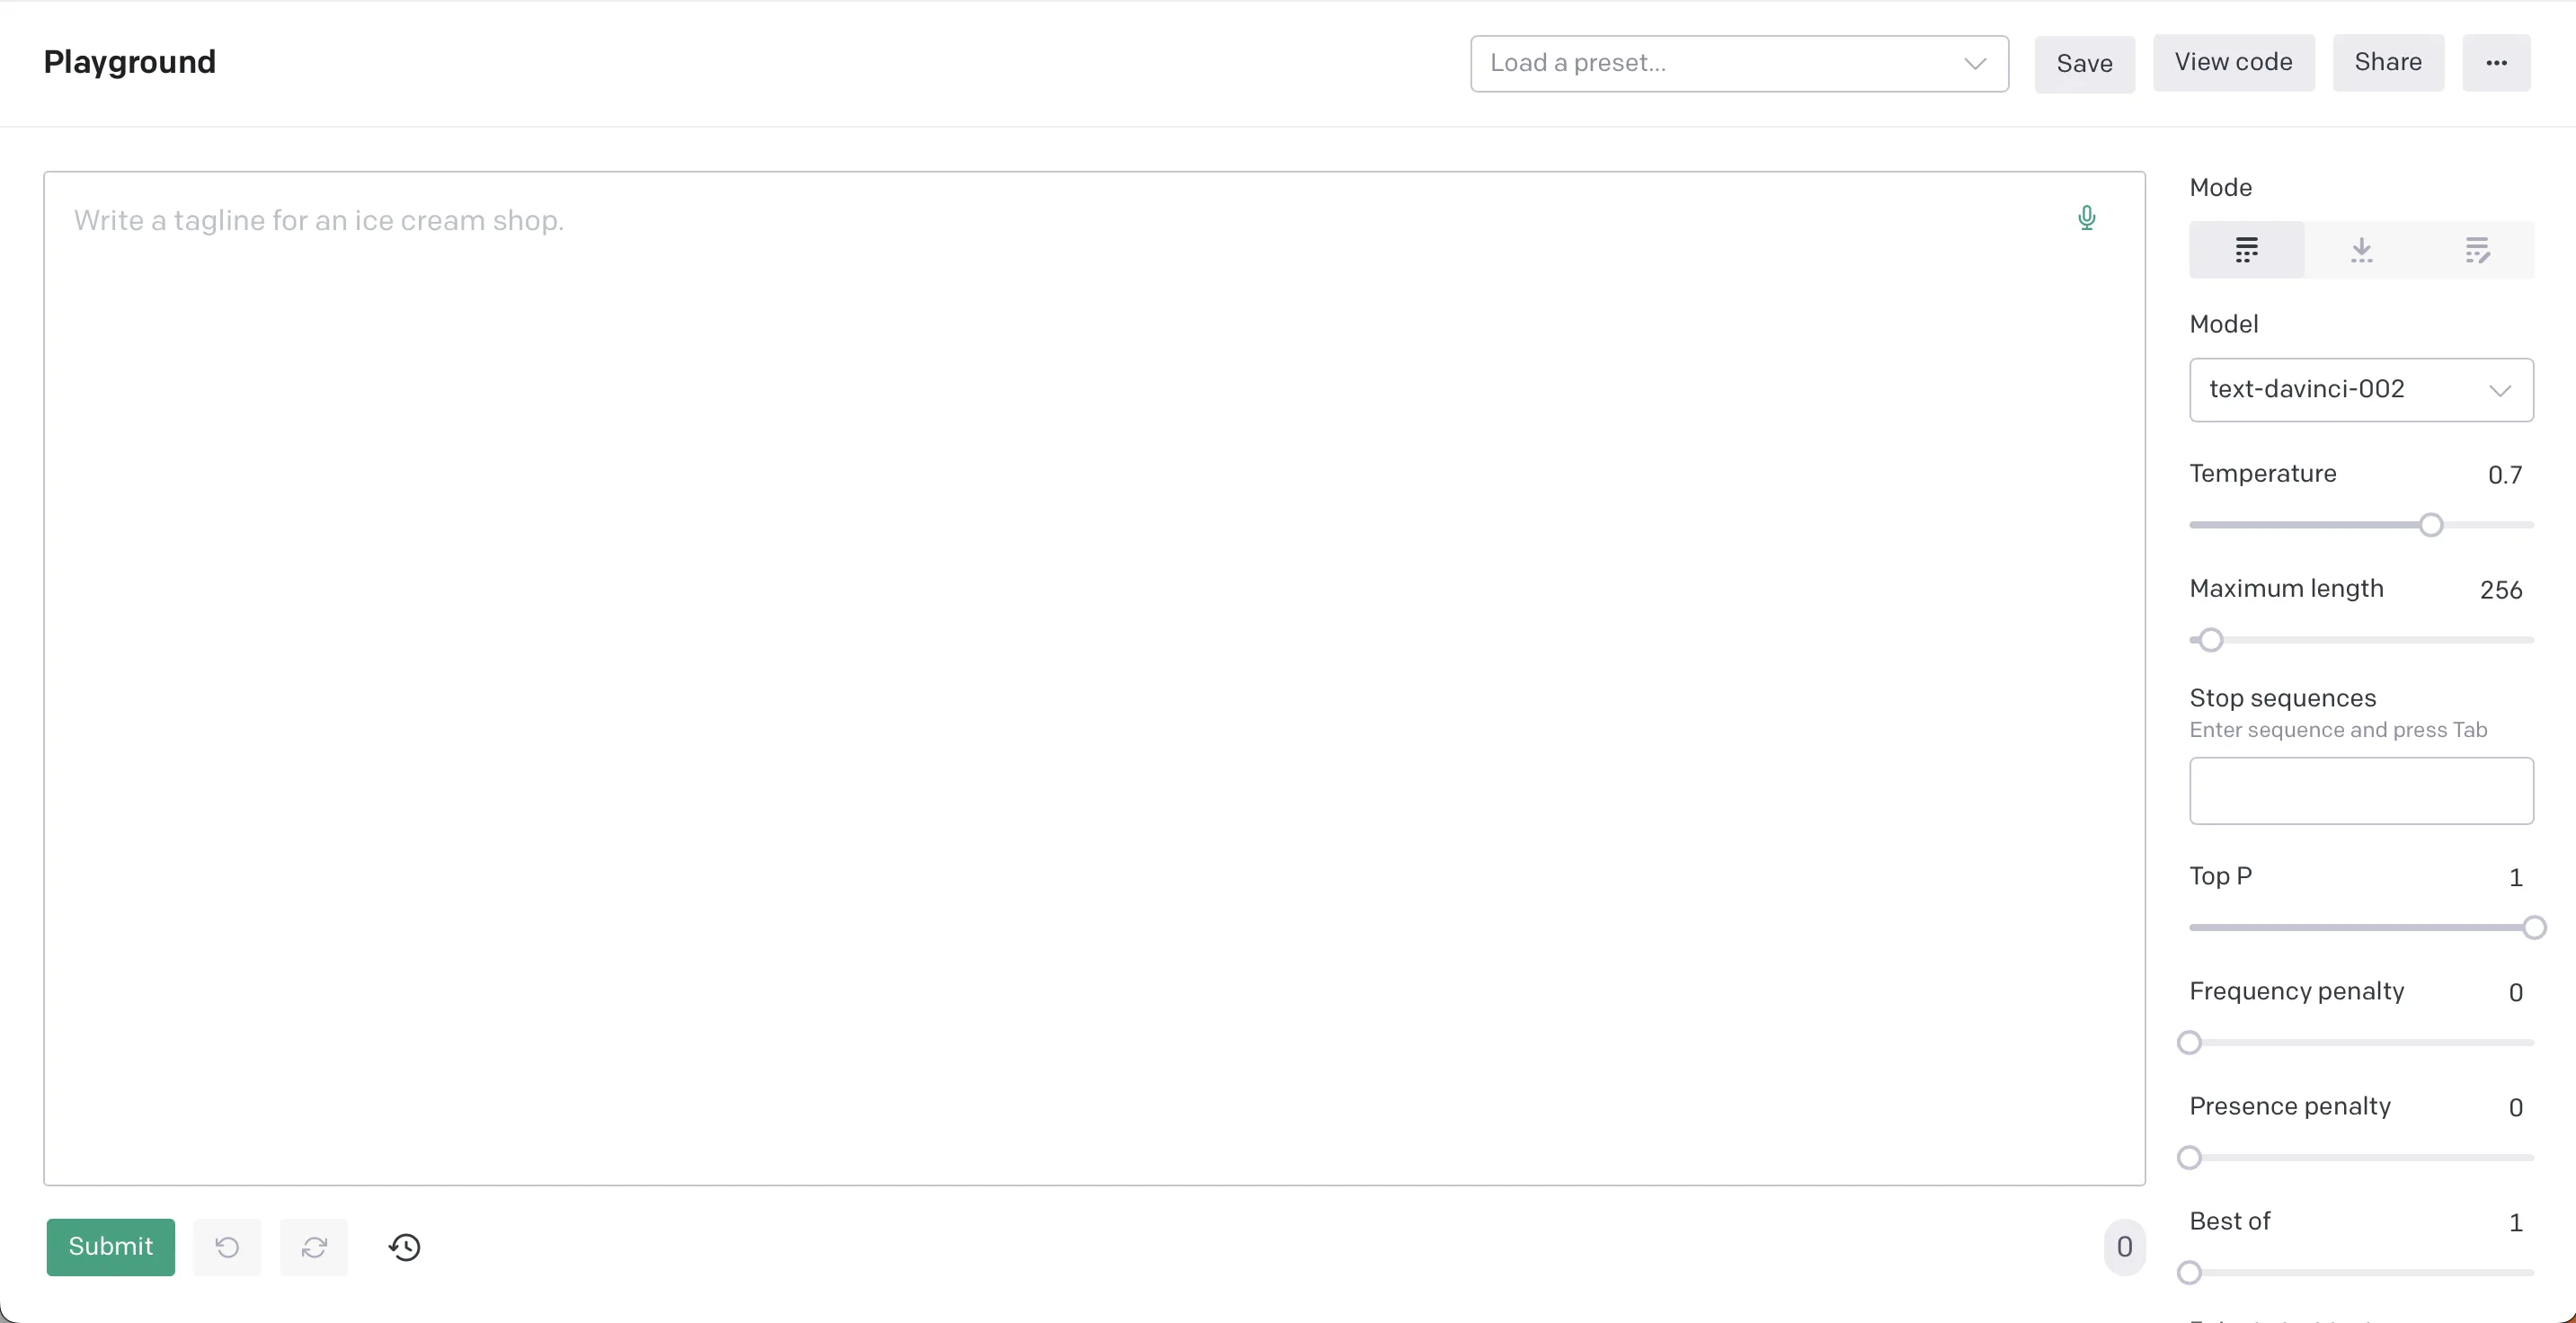 Playground
Load a preset...
Save
View code
Share
Write a tagline for an ice cream shop.
Mode
Model
text-davinci-002
Temperature 0.7
Maximum length 256
Stop sequences
Enter sequence and press Tab
Top P 1
Frequency penalty 0
Presence penalty 0
Best of 1
Submit
0